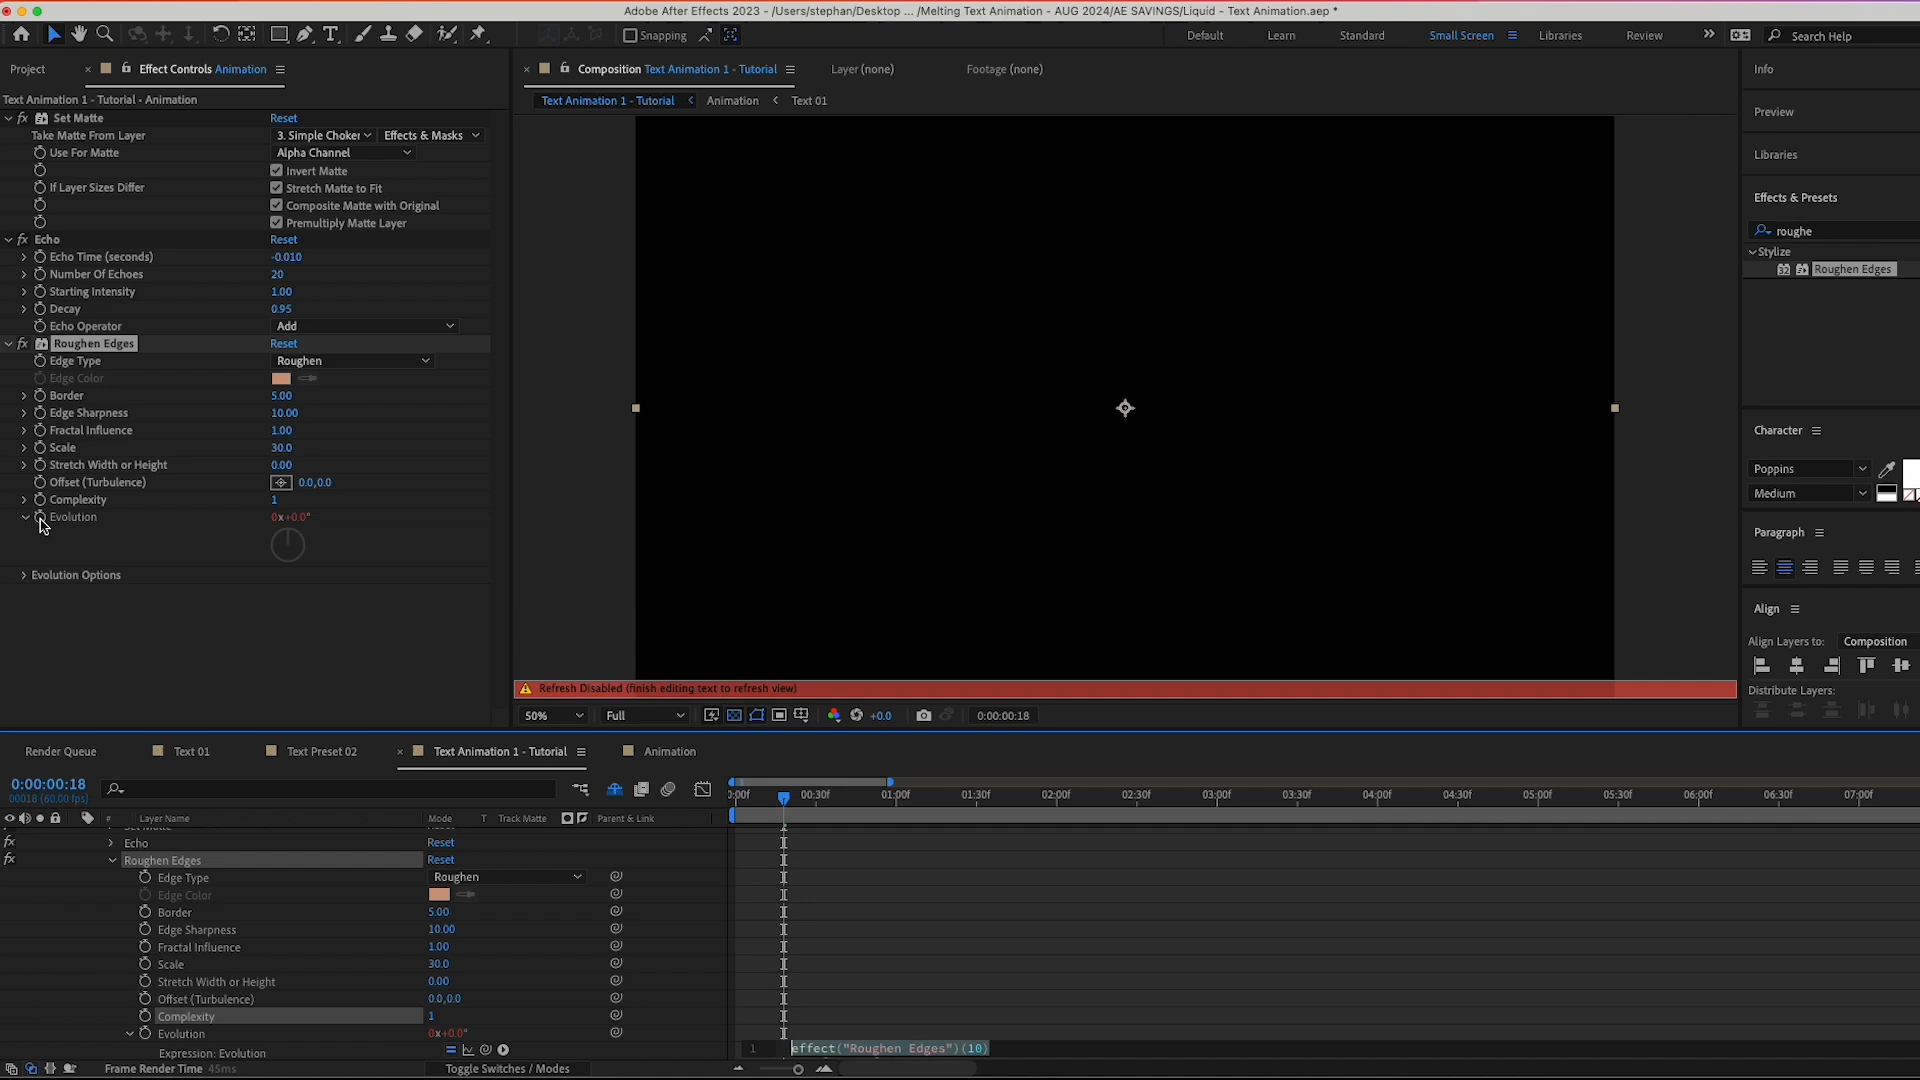 Adobe After Effects 2023 - /Users/stephan/Desktop ... /Melting Text Animation - AUG 2024/AE SAVINGS/Liquid - Text Animation.aep *
Snapping
Default
Learn
Standard
Small Screen
Libraries
Review
Search Help
Project
Effect Controls Animation
Composition Text Animation 1 - Tutorial
Layer (none)
Footage (none)
Text Animation 1 - Tutorial · Animation
Text Animation 1 - Tutorial
Animation
Text 01
fx Set Matte Reset
Take Matte From Layer 3. Simple Choker Effects & Masks
Use For Matte Alpha Channel
Invert Matte
If Layer Sizes Differ Stretch Matte to Fit
Composite Matte with Original
Premultiply Matte Layer
fx Echo Reset
Echo Time (seconds) -0.010
Number Of Echoes 20
Starting Intensity 1.00
Decay 0.95
Echo Operator Add
fx Roughen Edges Reset
Edge Type Roughen
Edge Color
Border 5.00
Edge Sharpness 10.00
Fractal Influence 1.00
Scale 30.0
Stretch Width or Height 0.00
Offset (Turbulence) 0.0,0.0
Complexity 1
Evolution 0x+0.0°
Evolution Options
Refresh Disabled (finish editing text to refresh view)
50% Full +0.0 0:00:00:18
Info
Preview
Libraries
Effects & Presets
roughe
Stylize
32 Roughen Edges
Character
Poppins
Medium
Paragraph
Align
Align Layers to: Composition
Distribute Layers:
Render Queue
Text 01
Text Preset 02
Text Animation 1 - Tutorial
Animation
0:00:00:18
00018 (60.00 fps)
:00f 00:30f 01:00f 01:30f 02:00f 02:30f 03:00f 03:30f 04:00f 04:30f 05:00f 05:30f 06:00f 06:30f 07:00f
# Layer Name Mode T Track Matte Parent & Link
fx Echo Reset
fx Roughen Edges Reset
Edge Type Roughen
Edge Color
Border 5.00
Edge Sharpness 10.00
Fractal Influence 1.00
Scale 30.0
Stretch Width or Height 0.00
Offset (Turbulence) 0.0,0.0
Complexity 1
Evolution 0x+0.0°
Expression: Evolution
1 effect("Roughen Edges")(10)
Frame Render Time 45ms
Toggle Switches / Modes